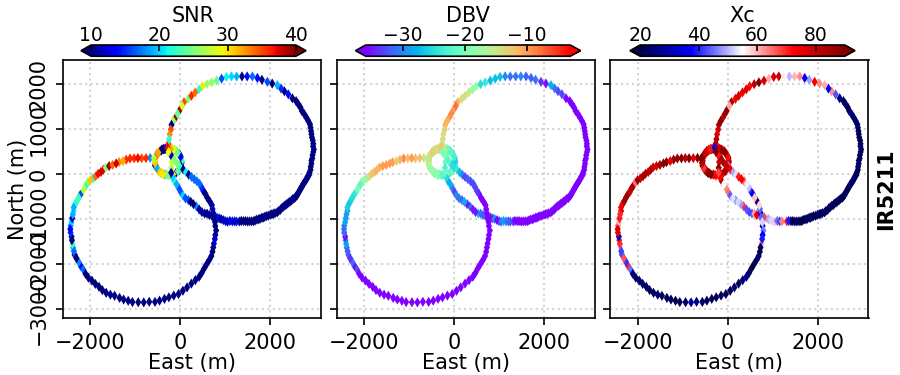 SNR DBV Xc
10 20 30 40 −30 −20 −10 20 40 60 80
North (m)
2000
1000
0
−1000
−2000
−3000
IR5211
−2000 0 2000 −2000 0 2000 −2000 0 2000
East (m) East (m) East (m)